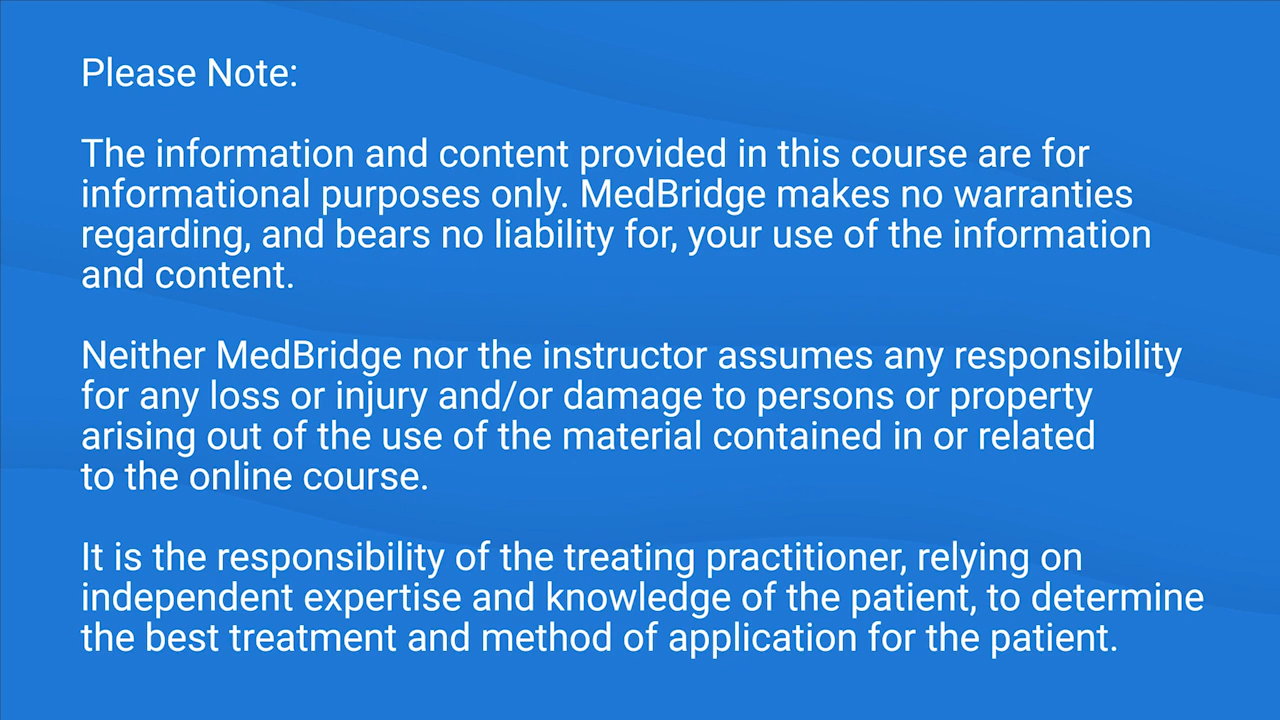 Please Note:
The information and content provided in this course are for
informational purposes only. MedBridge makes no warranties
regarding, and bears no liability for, your use of the information
and content.
Neither MedBridge nor the instructor assumes any responsibility
for any loss or injury and/or damage to persons or property
arising out of the use of the material contained in or related
to the online course.
It is the responsibility of the treating practitioner, relying on
independent expertise and knowledge of the patient, to determine
the best treatment and method of application for the patient.